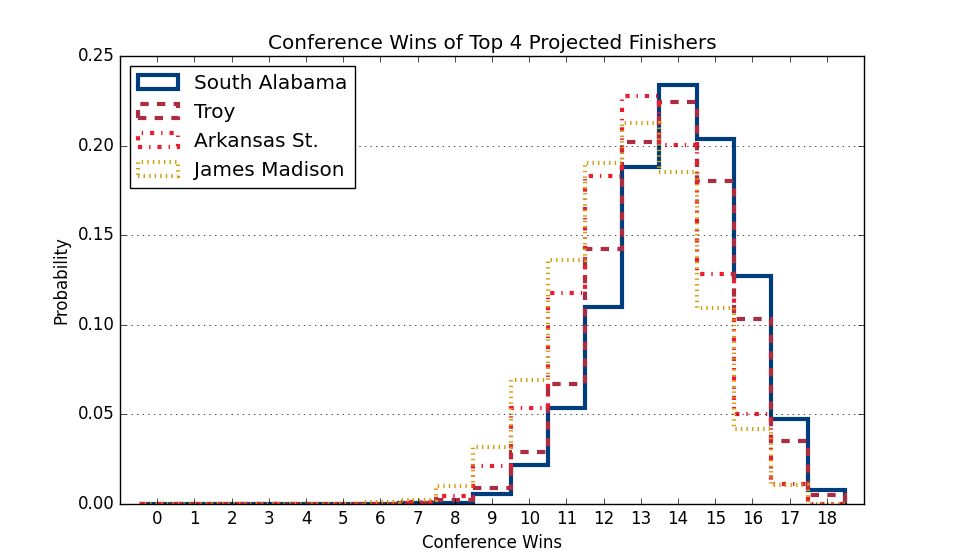 Conference Wins of Top 4 Projected Finishers
South Alabama
Troy
Arkansas St.
James Madison
Probability
0.25
0.20
0.15
0.10
0.05
0.00
0 1 2 3 4 5 6 7 8 9 10 11 12 13 14 15 16 17 18
Conference Wins